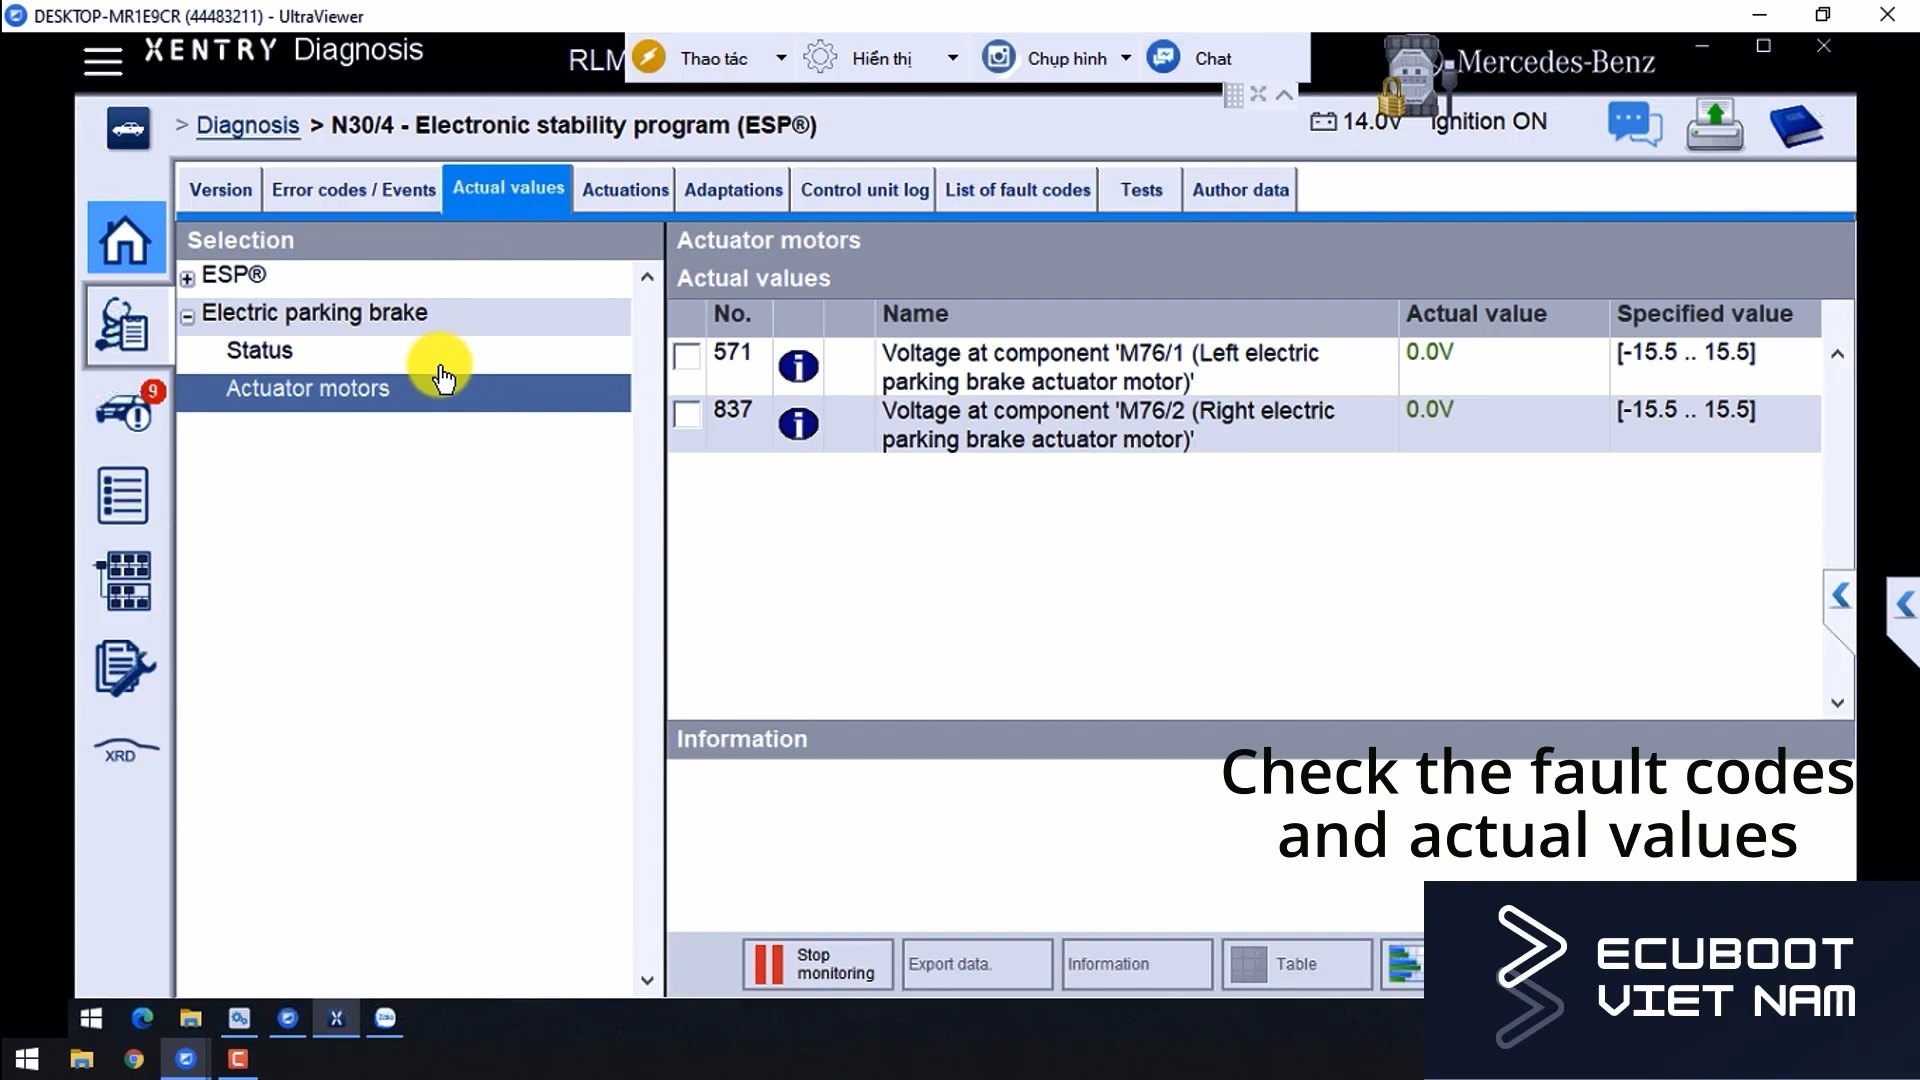 DESKTOP-MR1E9CR (44483211) - UltraViewer
XENTRY Diagnosis
RLM
Thao tác
Hiển thị
Chụp hình
Chat
Mercedes-Benz
> Diagnosis > N30/4 - Electronic stability program (ESP®)
14.0V
Ignition ON
Version
Error codes / Events
Actual values
Actuations
Adaptations
Control unit log
List of fault codes
Tests
Author data
Selection
ESP®
Electric parking brake
Status
Actuator motors
9
XRD
Actuator motors
Actual values
No.
Name
Actual value
Specified value
571
Voltage at component 'M76/1 (Left electric
parking brake actuator motor)'
0.0V
[-15.5 .. 15.5]
837
Voltage at component 'M76/2 (Right electric
parking brake actuator motor)'
0.0V
[-15.5 .. 15.5]
Information
Check the fault codes
and actual values
Stop
monitoring
Export data.
Information
Table
ECUBOOT
VIET NAM
Zalo